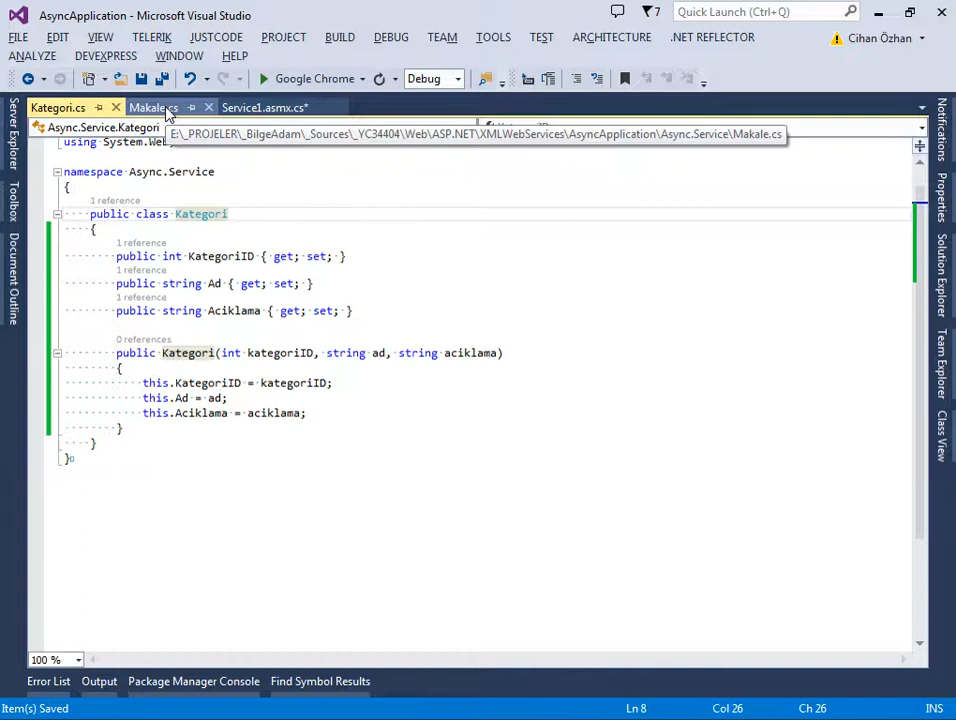 AsyncApplication - Microsoft Visual Studio
7
Quick Launch (Ctrl+Q)
FILE EDIT VIEW TELERIK JUSTCODE PROJECT BUILD DEBUG TEAM TOOLS TEST ARCHITECTURE .NET REFLECTOR
Cihan Özhan
ANALYZE DEVEXPRESS WINDOW HELP
Google Chrome Debug
Kategori.cs Makale.cs Service1.asmx.cs*
Async.Service.Kategori
E:\_PROJELER\_BilgeAdam\_Sources\_YC34404\Web\ASP.NET\XMLWebServices\AsyncApplication\Async.Service\Makale.cs
namespace Async.Service
{
1 reference
public class Kategori
{
1 reference
public int KategoriID { get; set; }
1 reference
public string Ad { get; set; }
1 reference
public string Aciklama { get; set; }
0 references
public Kategori(int kategoriID, string ad, string aciklama)
{
this.KategoriID = kategoriID;
this.Ad = ad;
this.Aciklama = aciklama;
}
}
}
Server Explorer
Toolbox
Document Outline
Notifications
Properties
Solution Explorer
Team Explorer
Class View
100 %
Error List Output Package Manager Console Find Symbol Results
Item(s) Saved Ln 8 Col 26 Ch 26 INS